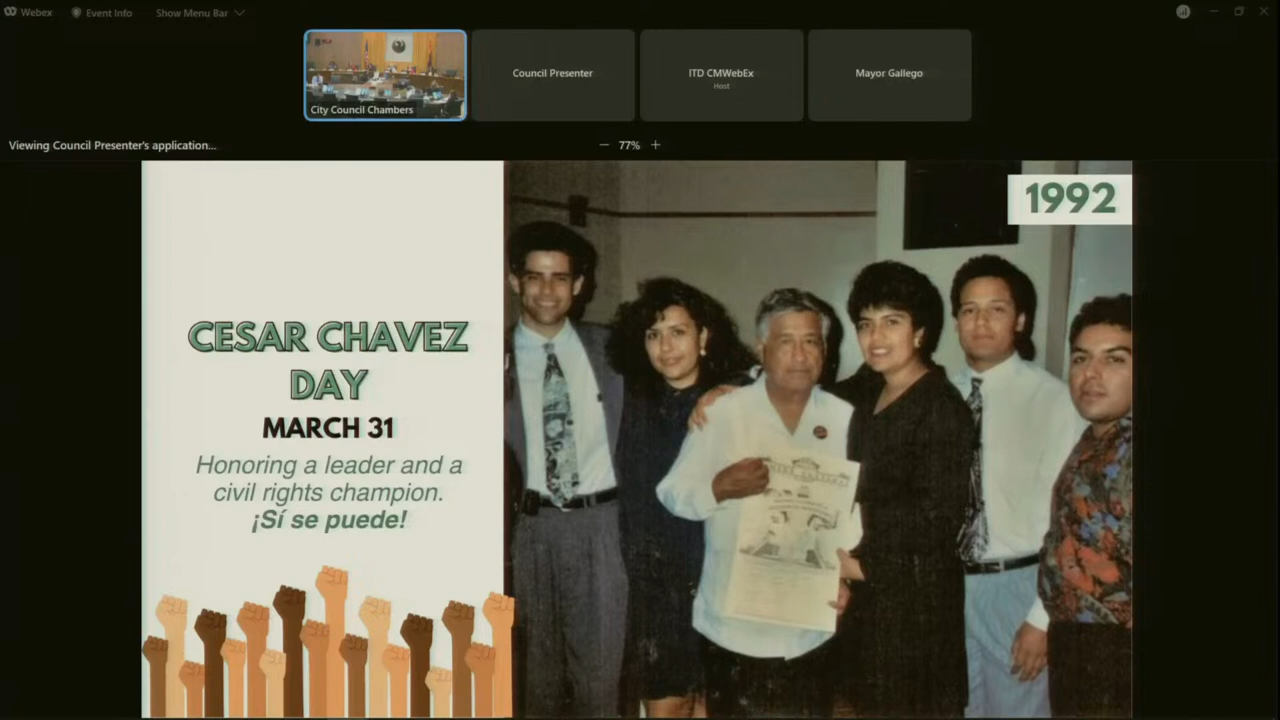 Webex
Event Info
Show Menu Bar
City Council Chambers
Council Presenter
ITD CMWebEx
Host
Mayor Gallego
Viewing Council Presenter's application...
77%
CESAR CHAVEZ
DAY
MARCH 31
Honoring a leader and a
civil rights champion.
¡Sí se puede!
1992